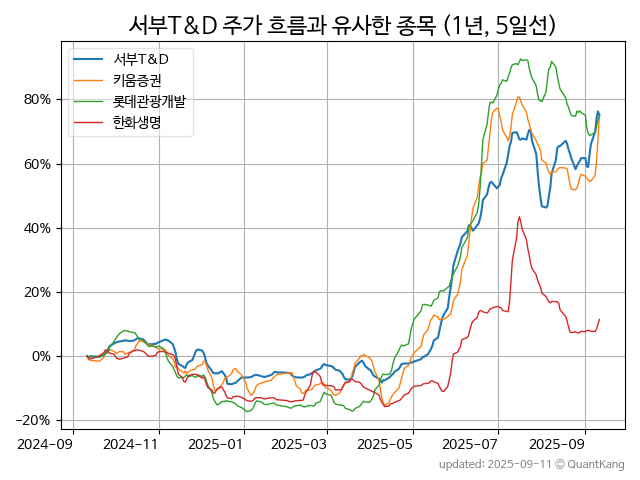 서부T&D 주가 흐름과 유사한 종목 (1년, 5일선)
서부T&D
키움증권
롯데관광개발
한화생명
80%
60%
40%
20%
0%
−20%
2024-09 2024-11 2025-01 2025-03 2025-05 2025-07 2025-09
updated: 2025-09-11 © QuantKang